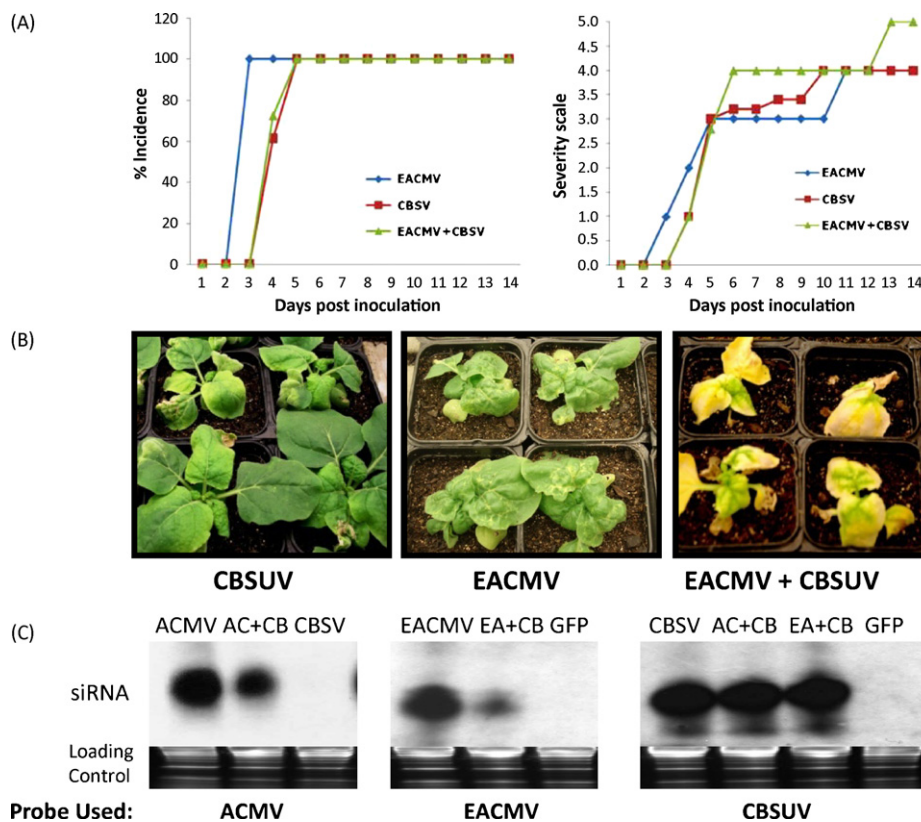 (A)
120
100
80
60
40
20
0
% Incidence
EACMV
CBSV
EACMV+CBSV
1 2 3 4 5 6 7 8 9 10 11 12 13 14
Days post inoculation
5.0
4.5
4.0
3.5
3.0
2.5
2.0
1.5
1.0
0.5
0.0
Severity scale
EACMV
CBSV
EACMV+CBSV
1 2 3 4 5 6 7 8 9 10 11 12 13 14
Days post inoculation
(B)
CBSUV EACMV EACMV + CBSUV
(C)
ACMV AC+CB CBSV EACMV EA+CB GFP CBSV AC+CB EA+CB GFP
siRNA
Loading
Control
Probe Used: ACMV EACMV CBSUV